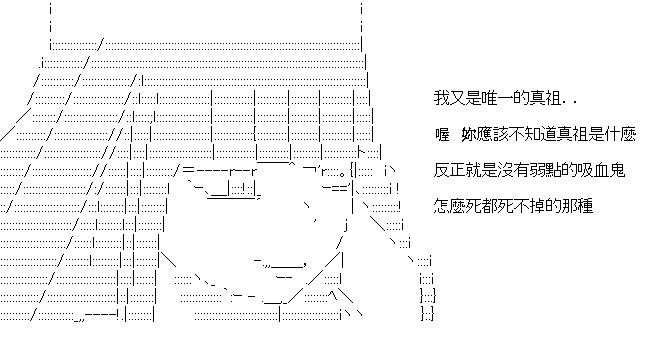 我又是唯一的真祖..
喔 妳應該不知道真祖是什麼
反正就是沒有弱點的吸血鬼
怎麼死都死不掉的那種